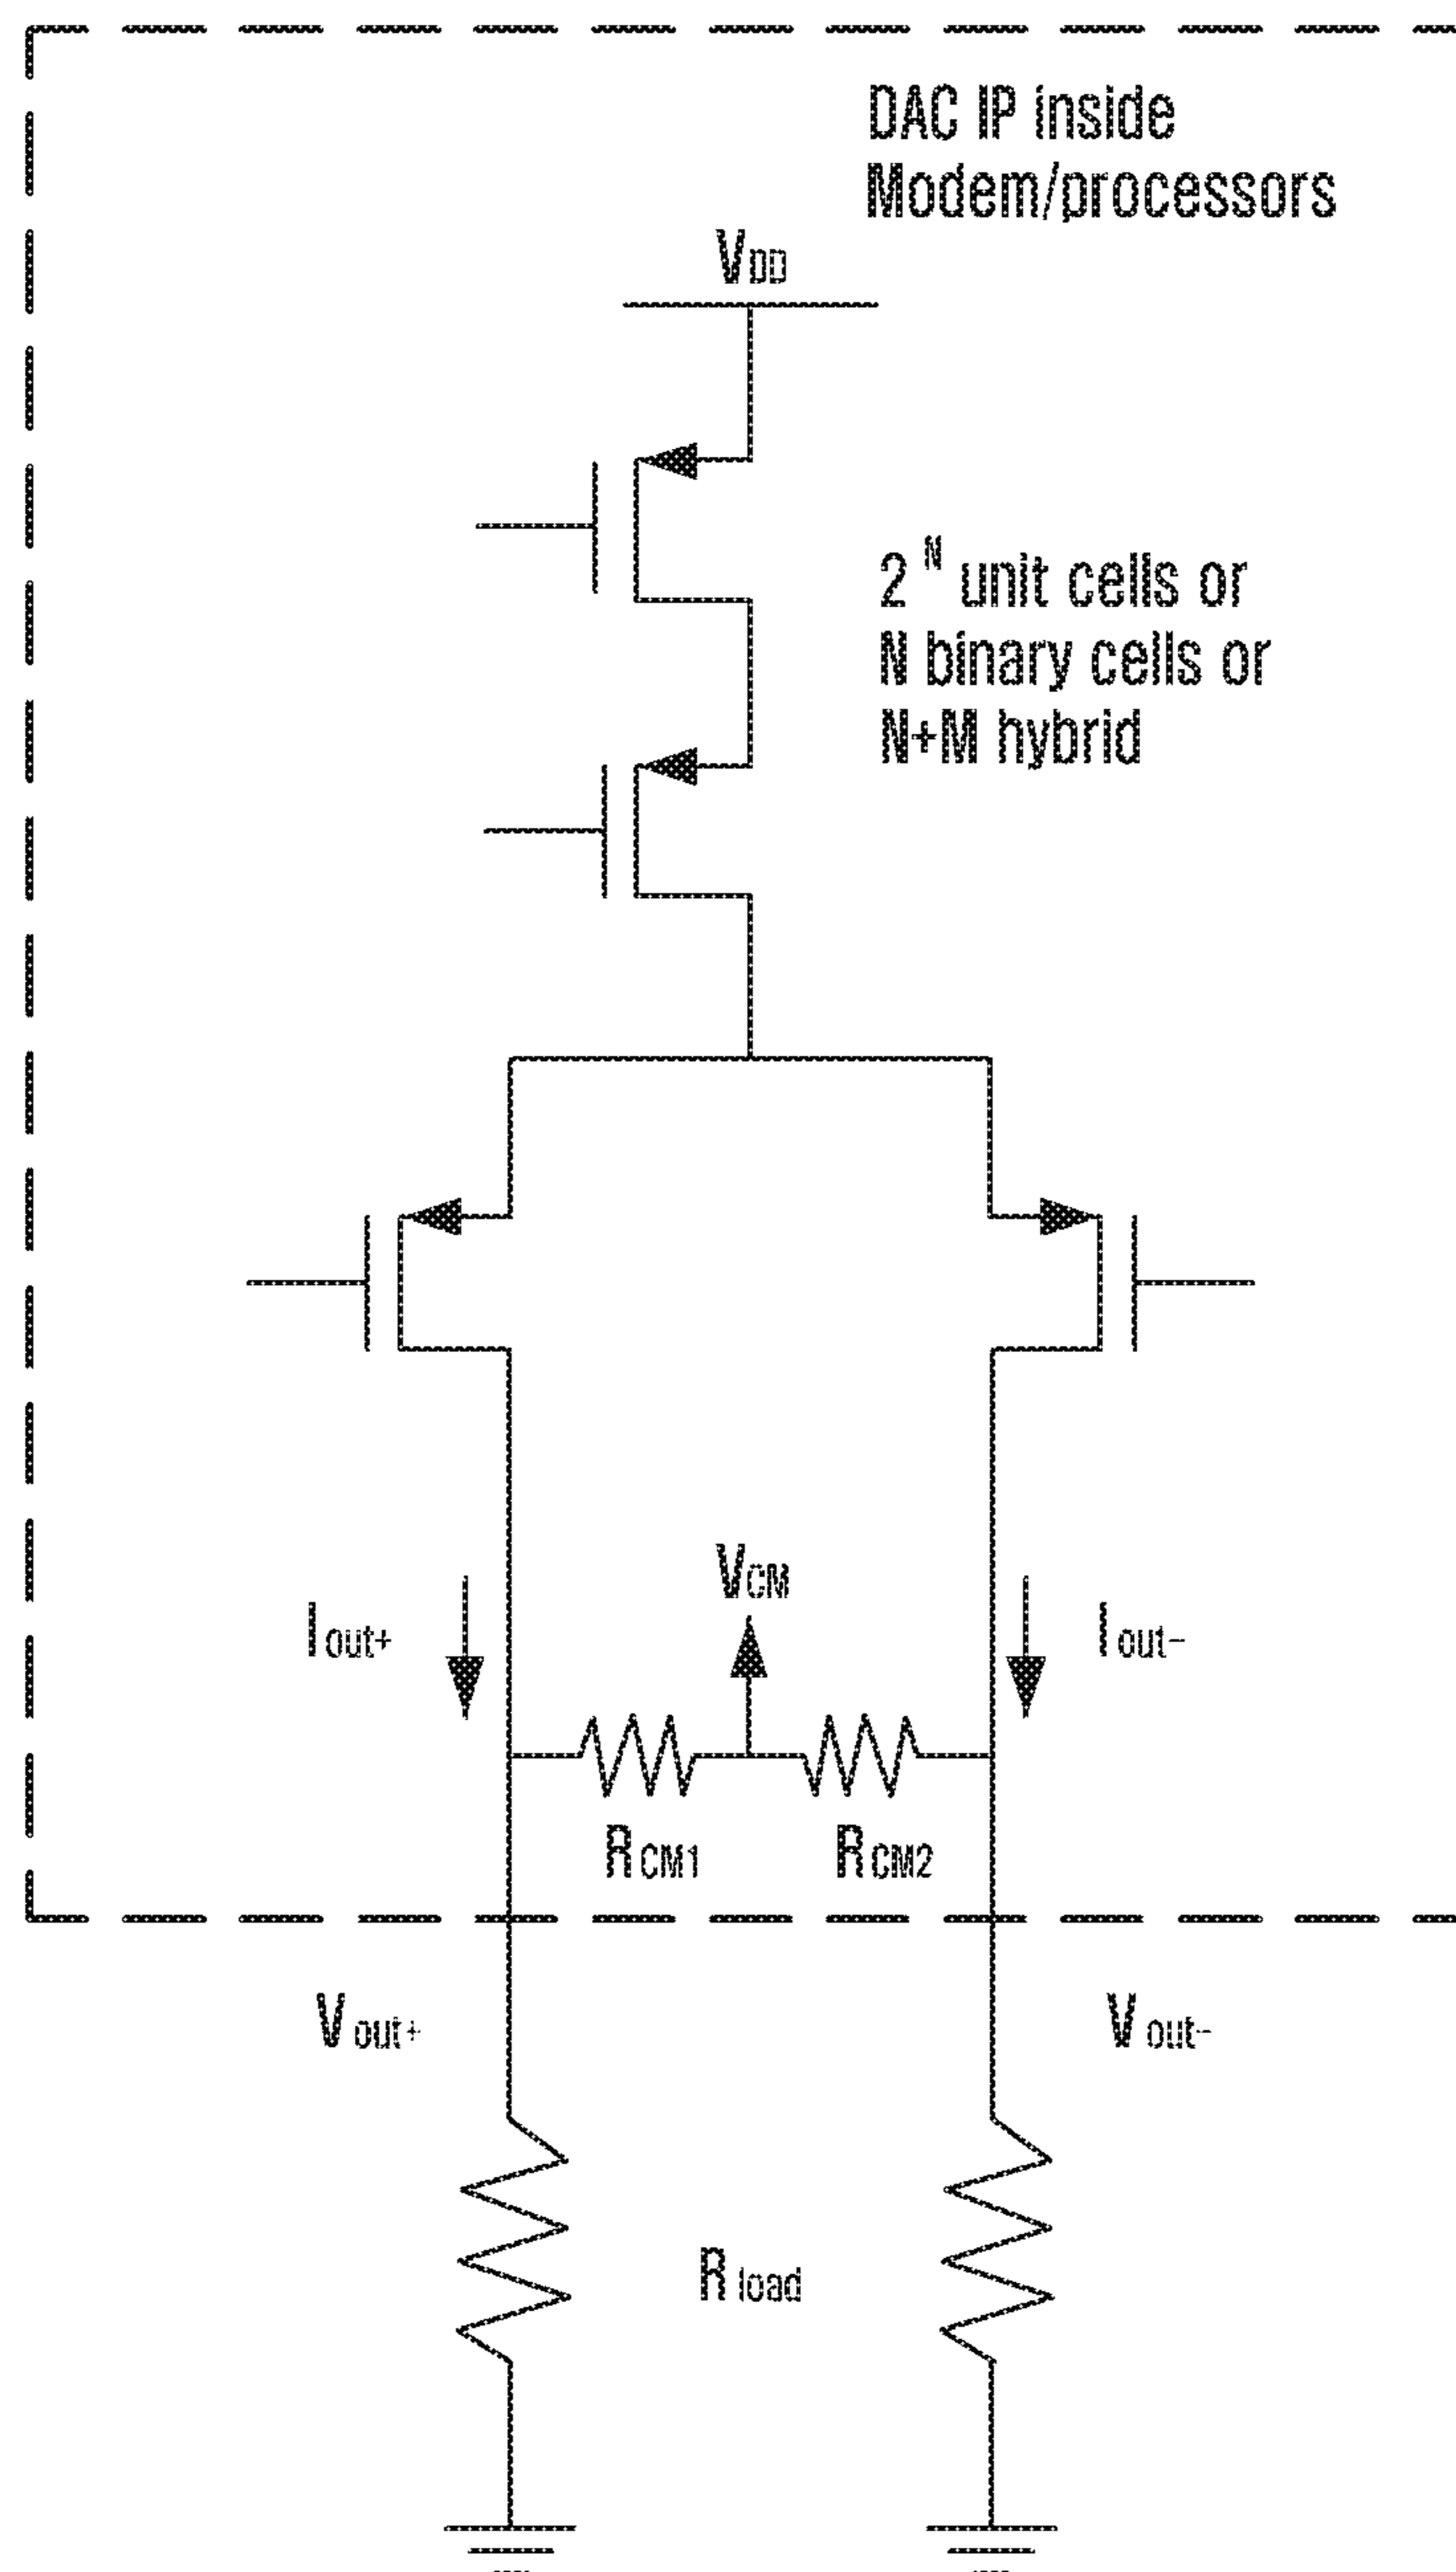 DAC IP inside
Modem/processors
VDD
2 N unit cells or
N binary cells or
N+M hybrid
VCM
Iout+
Iout-
RCM1
RCM2
Vout+
Vout-
Rload